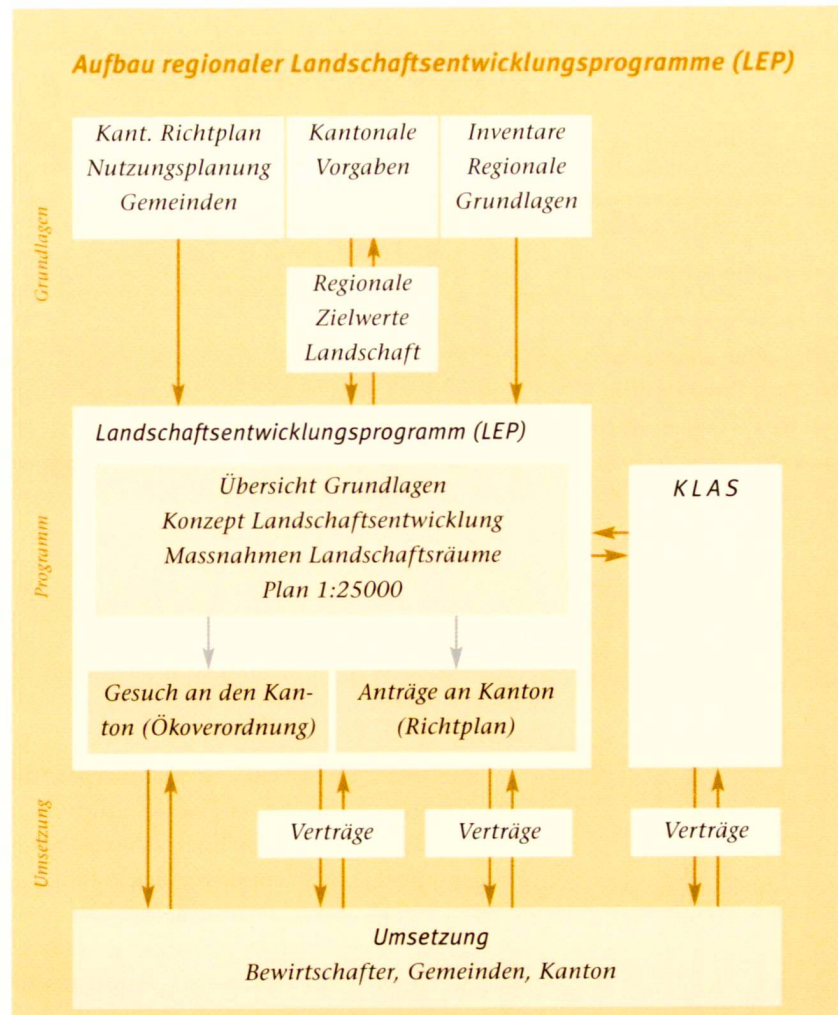 Aufbau regionaler Landschaftsentwicklungsprogramme (LEP)
Grundlagen
Kant. Richtplan
Nutzungsplanung
Gemeinden
Kantonale
Vorgaben
Inventare
Regionale
Grundlagen
Regionale
Zielwerte
Landschaft
Programm
Landschaftsentwicklungsprogramm (LEP)
Übersicht Grundlagen
Konzept Landschaftsentwicklung
Massnahmen Landschaftsräume
Plan 1:25000
KLAS
Gesuch an den Kan-
ton (Ökoverordnung)
Anträge an Kanton
(Richtplan)
Umsetzung
Verträge
Verträge
Verträge
Umsetzung
Bewirtschafter, Gemeinden, Kanton